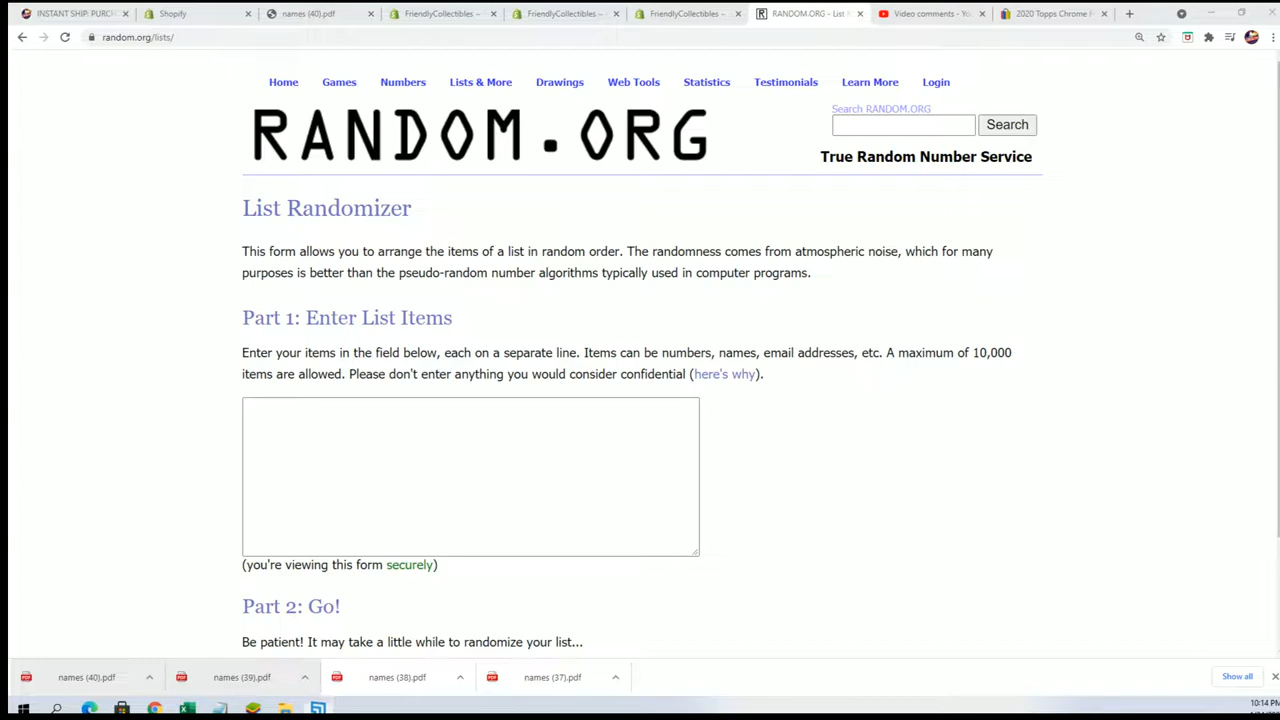 INSTANT SHIP: PURCH
Shopify
names (40).pdf
FriendlyCollectibles ~
FriendlyCollectibles ~
FriendlyCollectibles ~
RANDOM.ORG - List R
Video comments - You
2020 Topps Chrome F
random.org/lists/
Home Games Numbers Lists & More Drawings Web Tools Statistics Testimonials Learn More Login
RANDOM.ORG
Search RANDOM.ORG
Search
True Random Number Service
List Randomizer
This form allows you to arrange the items of a list in random order. The randomness comes from atmospheric noise, which for many
purposes is better than the pseudo-random number algorithms typically used in computer programs.
Part 1: Enter List Items
Enter your items in the field below, each on a separate line. Items can be numbers, names, email addresses, etc. A maximum of 10,000
items are allowed. Please don't enter anything you would consider confidential (here's why).
(you're viewing this form securely)
Part 2: Go!
Be patient! It may take a little while to randomize your list...
names (40).pdf
names (39).pdf
names (38).pdf
names (37).pdf
Show all
10:14 PM